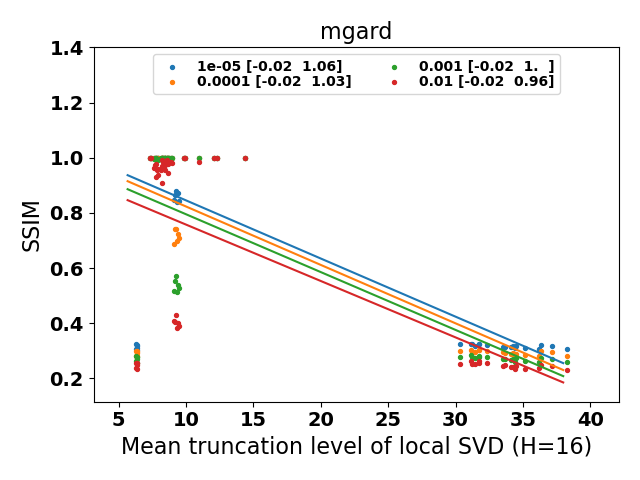 mgard
1e-05 [-0.02  1.06]
0.0001 [-0.02  1.03]
0.001 [-0.02  1.  ]
0.01 [-0.02  0.96]
SSIM
1.4
1.2
1.0
0.8
0.6
0.4
0.2
5 10 15 20 25 30 35 40
Mean truncation level of local SVD (H=16)